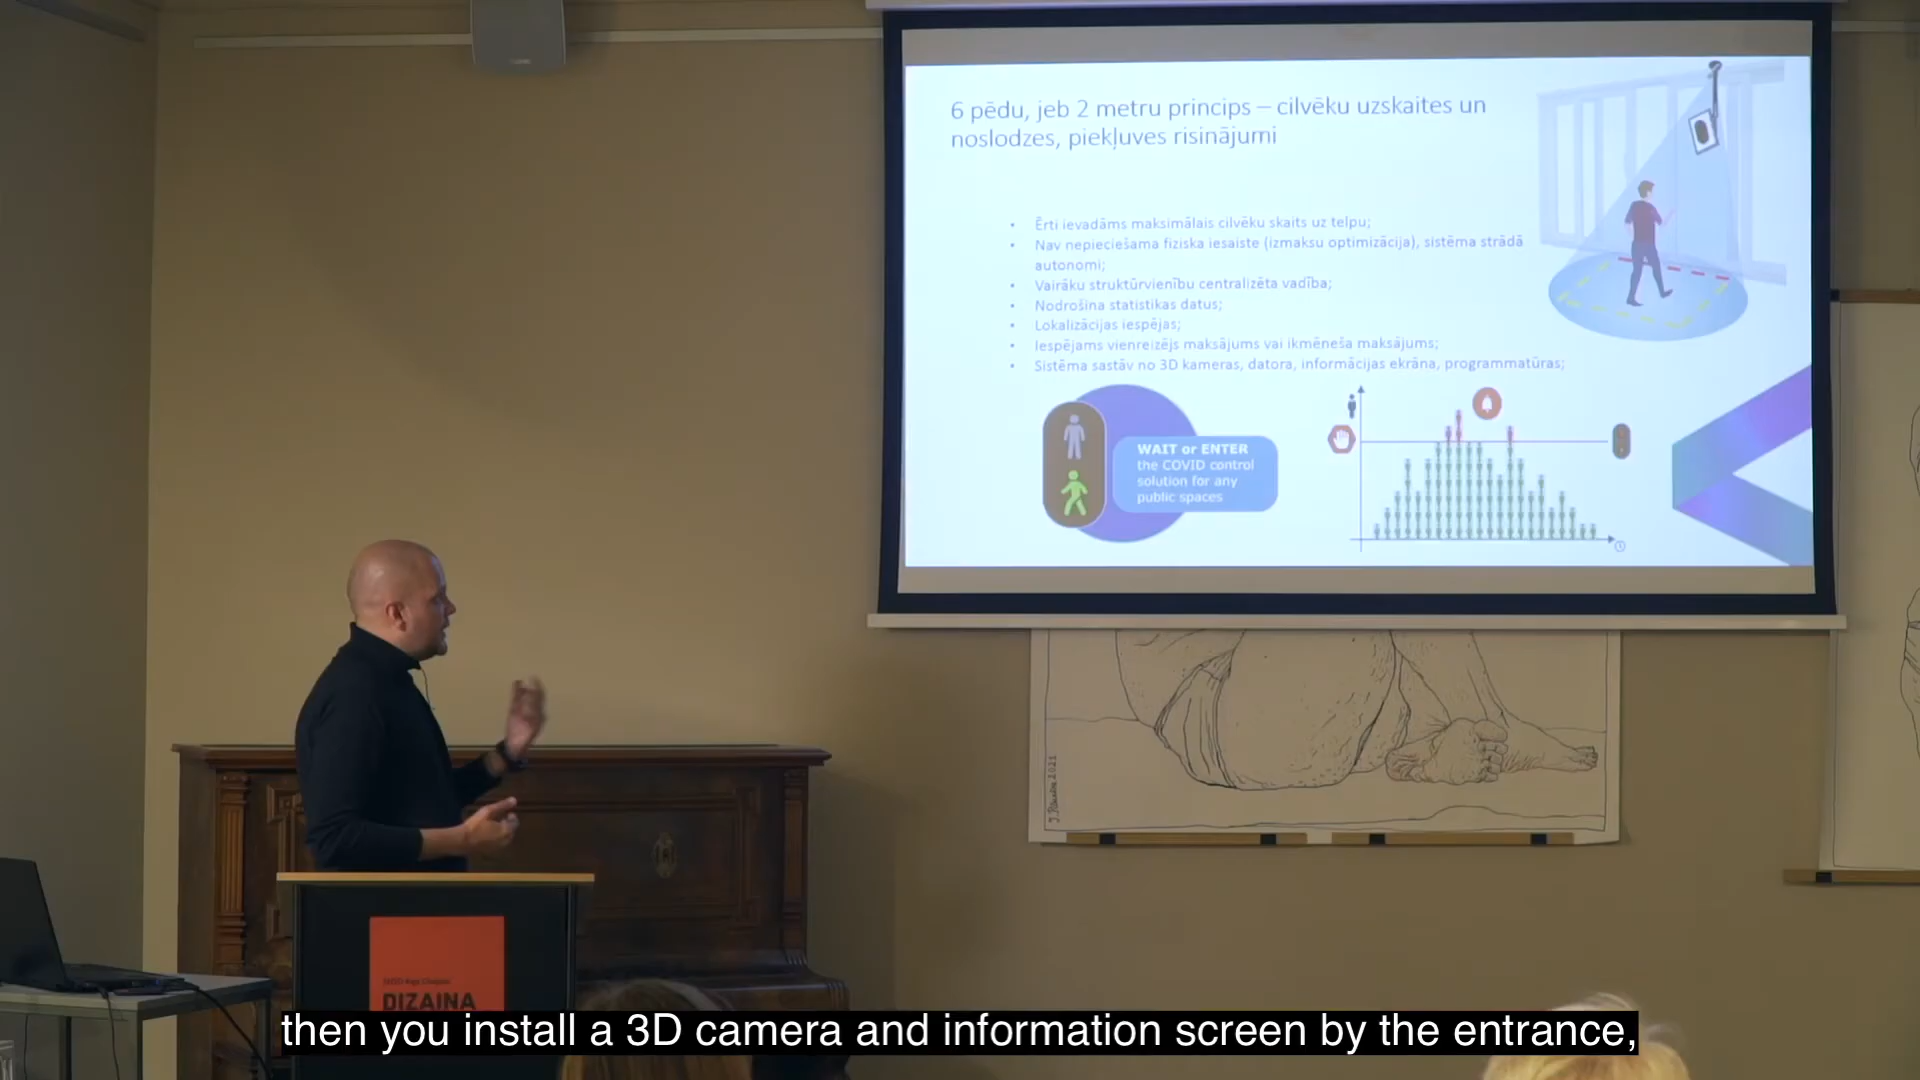 6 pēdu, jeb 2 metru princips – cilvēku uzskaites un
noslodzes, piekļuves risinājumi
• Ērti ievadāms maksimālais cilvēku skaits uz telpu;
• Nav nepieciešama fiziska iesaiste (izmaksu optimizācija), sistēma strādā
autonomi;
• Vairāku struktūrvienību centralizēta vadība;
• Nodrošina statistikas datus;
• Lokalizācijas iespējas;
• Iespējams vienreizējs maksājums vai ikmēneša maksājums;
• Sistēma sastāv no 3D kameras, datora, informācijas ekrāna, programmatūras;
WAIT or ENTER
the COVID control
solution for any
public spaces
DIZAINA
then you install a 3D camera and information screen by the entrance,